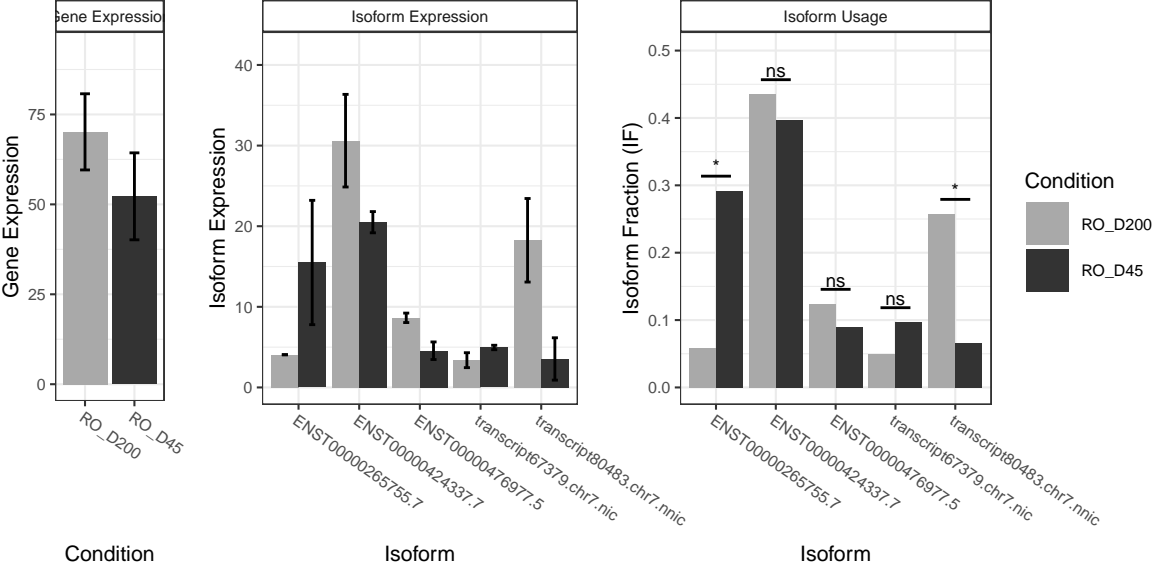 Gene Expression
Isoform Expression
Isoform Usage
Gene Expression
75
50
25
0
RO_D200
RO_D45
Condition
Isoform Expression
40
30
20
10
0
ENST00000265755.7
ENST00000424337.7
ENST00000476977.5
transcript67379.chr7.nic
transcript80483.chr7.nnic
Isoform
Isoform Fraction (IF)
0.5
0.4
0.3
0.2
0.1
0.0
*
ns
ns
ns
*
ENST00000265755.7
ENST00000424337.7
ENST00000476977.5
transcript67379.chr7.nic
transcript80483.chr7.nnic
Isoform
Condition
RO_D200
RO_D45